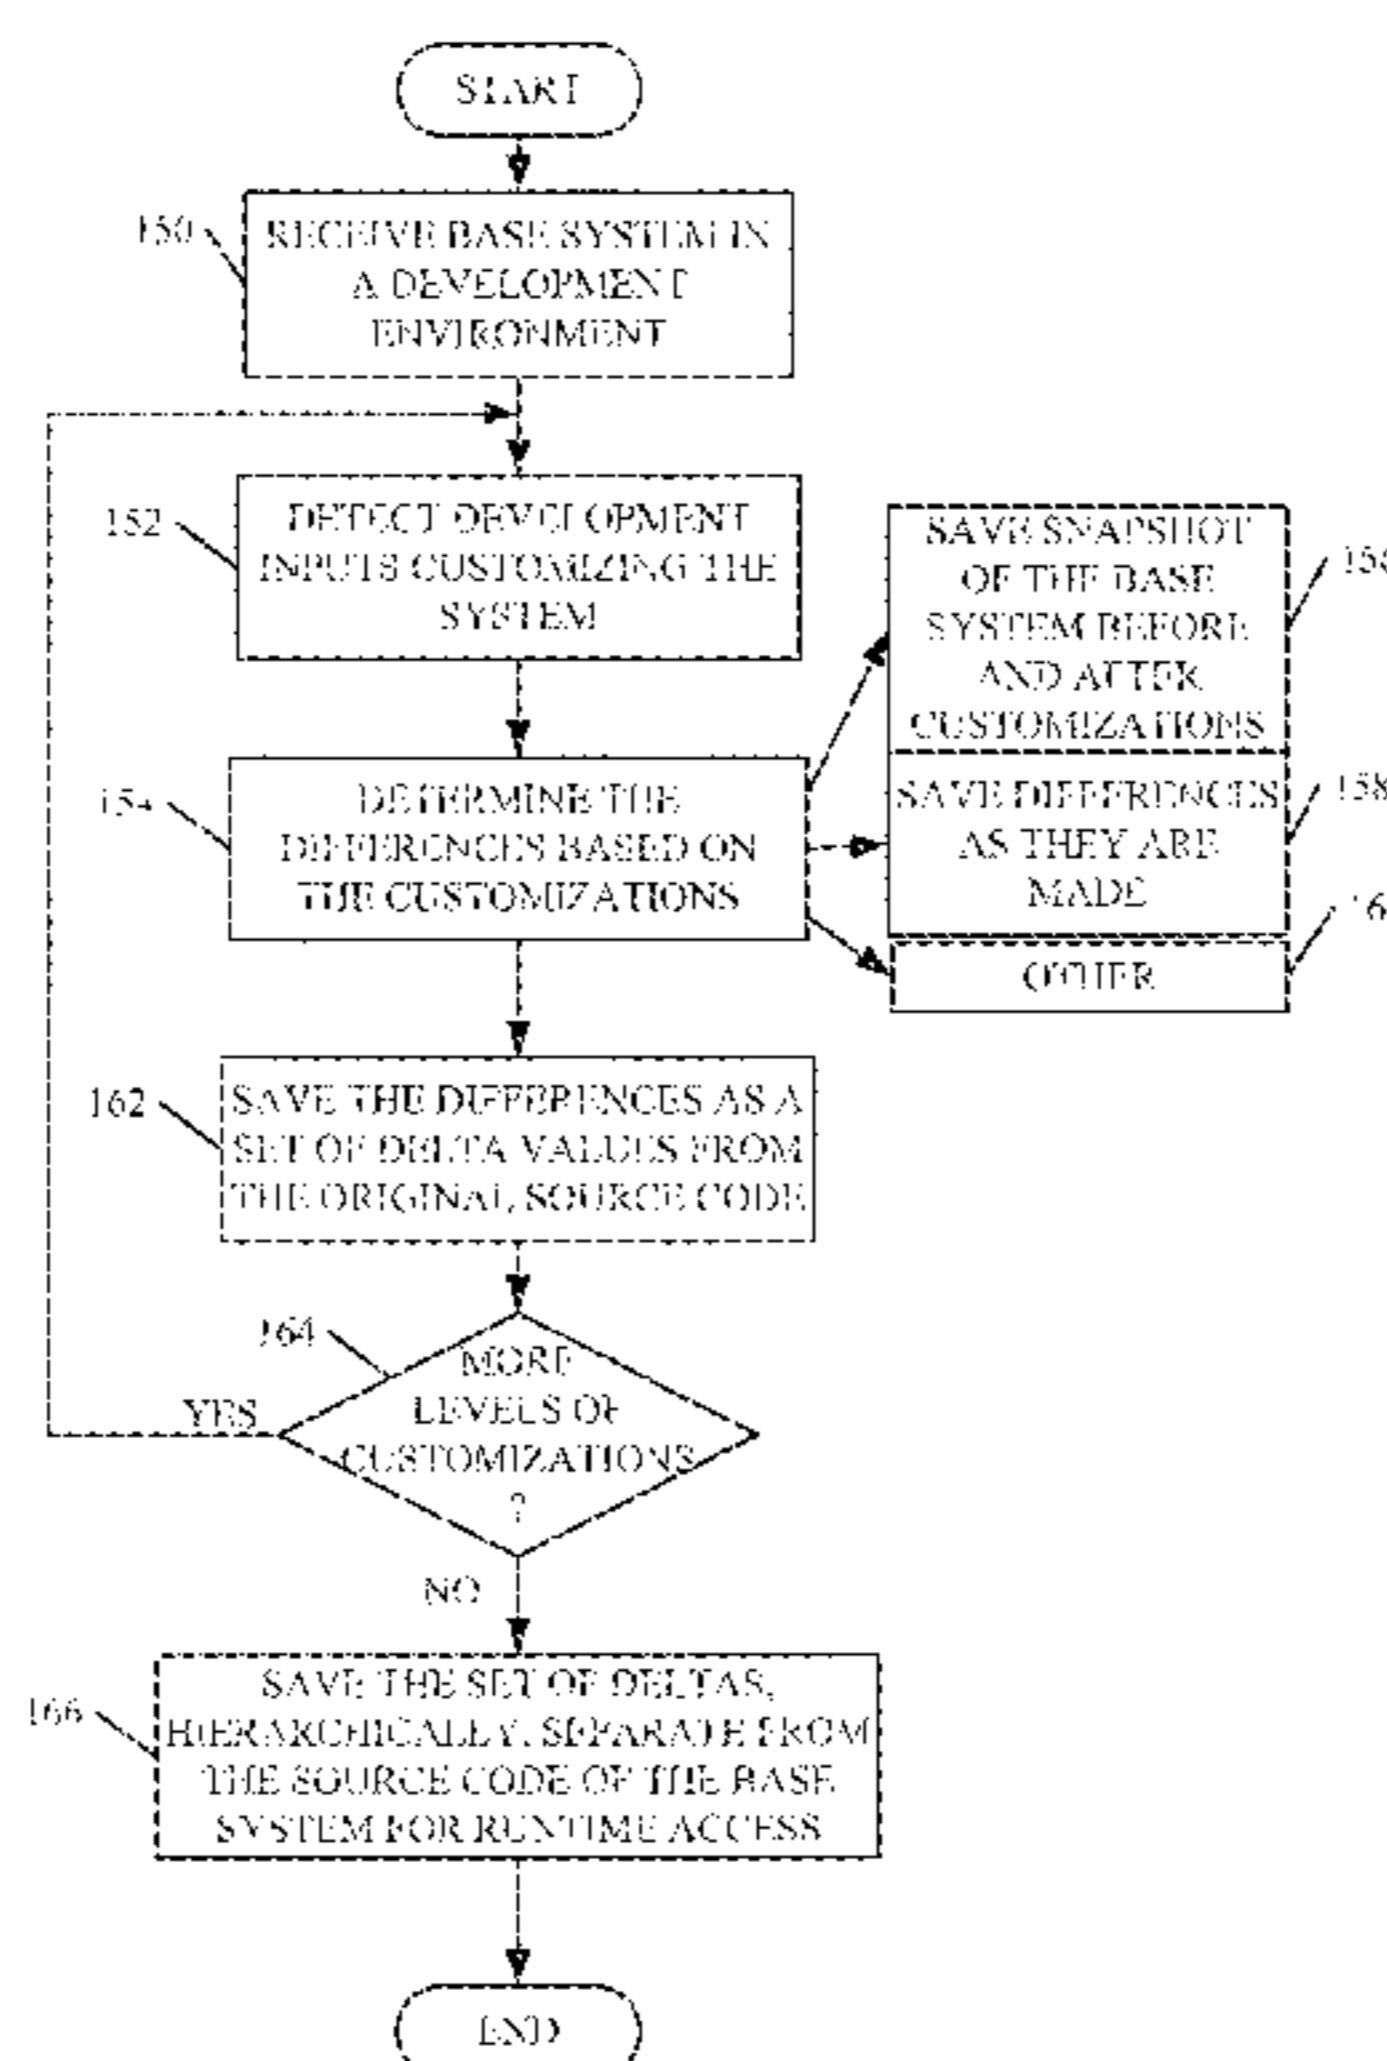 START
150
RECEIVE BASE SYSTEM IN
A DEVELOPMENT
ENVIRONMENT
152
DETECT DEVELOPMENT
INPUTS CUSTOMIZING THE
SYSTEM
154
DETERMINE THE
DIFFERENCES BASED ON
THE CUSTOMIZATIONS
SAVE SNAPSHOT
OF THE BASE
SYSTEM BEFORE
AND AFTER
CUSTOMIZATIONS
SAVE DIFFERENCES
AS THEY ARE
MADE
158
OTHER
162
SAVE THE DIFFERENCES AS A
SET OF DELTA VALUES FROM
THE ORIGINAL SOURCE CODE
164
MORE
LEVELS OF
CUSTOMIZATIONS
?
YES
NO
166
SAVE THE SET OF DELTAS,
HIERARCHICALLY, SEPARATE FROM
THE SOURCE CODE OF THE BASE
SYSTEM FOR RUNTIME ACCESS
END